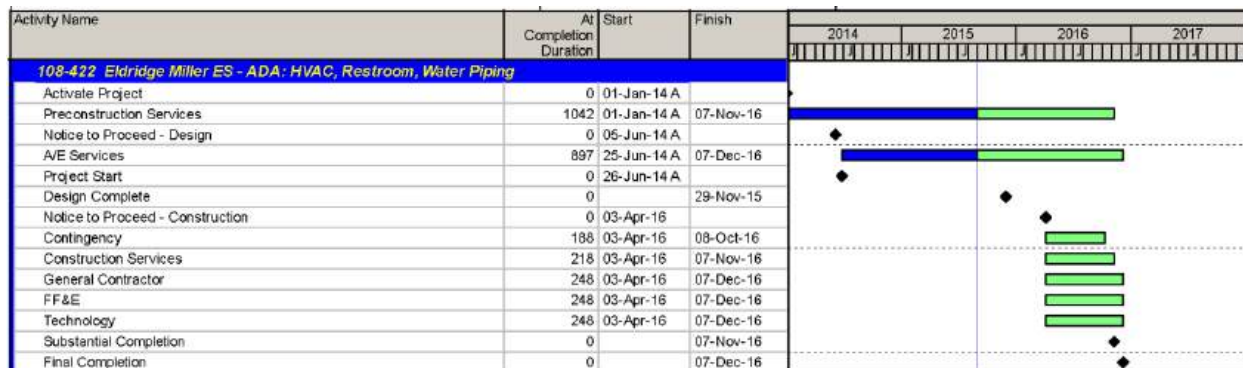 Activity Name At Completion Duration Start Finish
2014 2015 2016 2017
J J J J J J J
108-422 Eldridge Miller ES - ADA: HVAC, Restroom, Water Piping
Activate Project 0 01-Jan-14 A
Preconstruction Services 1042 01-Jan-14 A 07-Nov-16
Notice to Proceed - Design 0 05-Jun-14 A
A/E Services 897 25-Jun-14 A 07-Dec-16
Project Start 0 26-Jun-14 A
Design Complete 0 29-Nov-15
Notice to Proceed - Construction 0 03-Apr-16
Contingency 188 03-Apr-16 08-Oct-16
Construction Services 218 03-Apr-16 07-Nov-16
General Contractor 248 03-Apr-16 07-Dec-16
FF&E 248 03-Apr-16 07-Dec-16
Technology 248 03-Apr-16 07-Dec-16
Substantial Completion 0 07-Nov-16
Final Completion 0 07-Dec-16